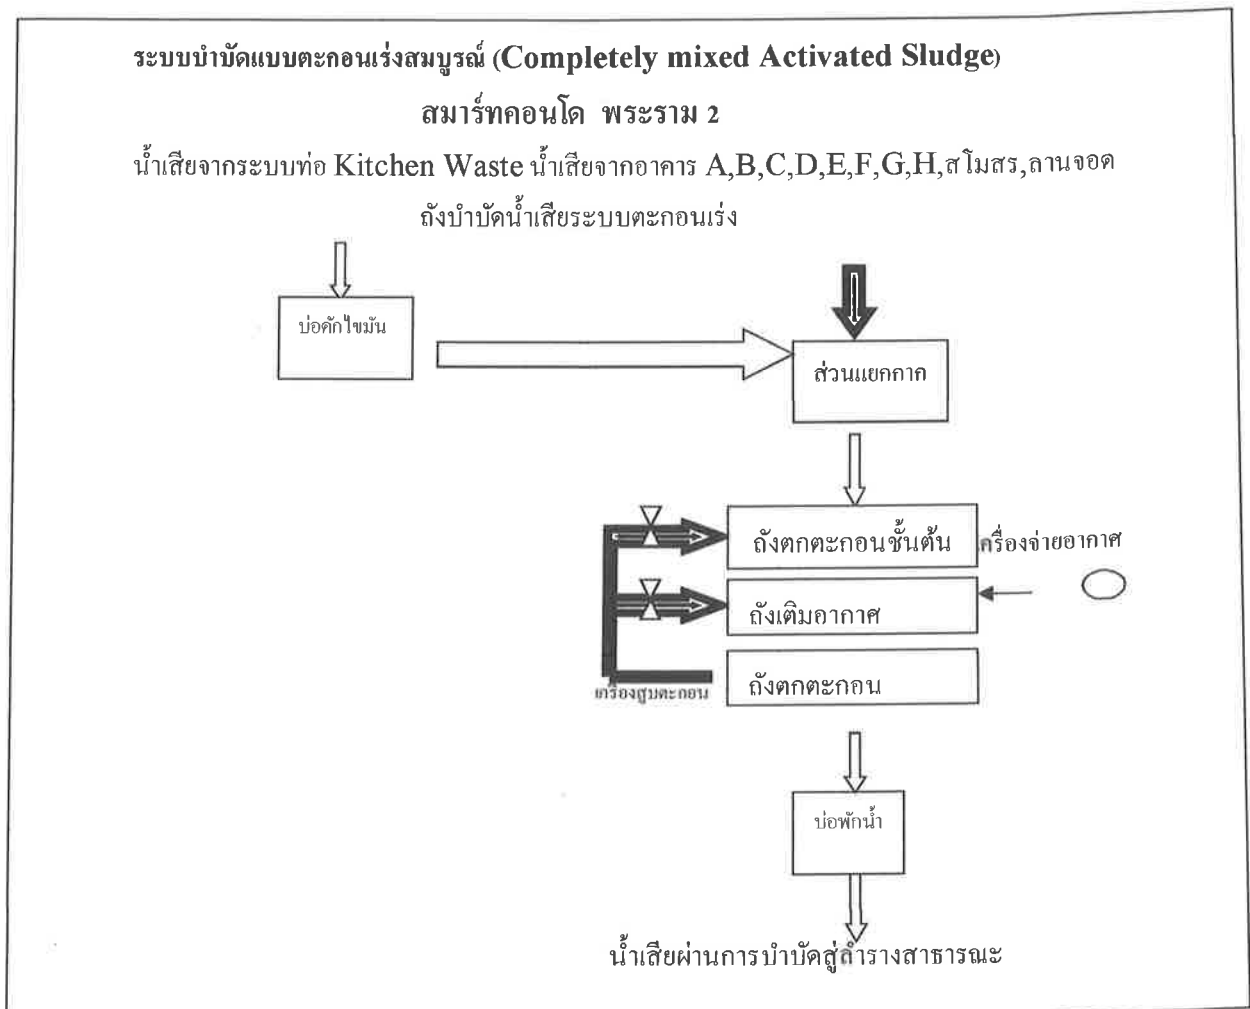 ระบบบำบัดแบบตะกอนเร่งสมบูรณ์ (Completely mixed Activated Sludge)
สมาร์ทคอนโด พระราม 2
น้ำเสียจากระบบท่อ Kitchen Waste น้ำเสียจากอาคาร A,B,C,D,E,F,G,H,สโมสร,ลานจอด
ถังบำบัดน้ำเสียระบบตะกอนเร่ง
บ่อดักไขมัน
ส่วนแยกกาก
ถังตกตะกอนชั้นต้น
เครื่องจ่ายอากาศ
ถังเติมอากาศ
ถังตกตะกอน
เครื่องสูบตะกอน
บ่อพักน้ำ
น้ำเสียผ่านการบำบัดสู่ลำรางสาธารณะ